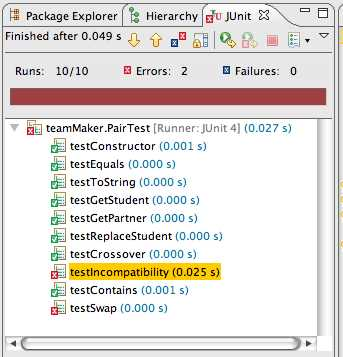 Package Explorer Hierarchy JUnit
Finished after 0.049 s
Runs: 10/10 Errors: 2 Failures: 0
teamMaker.PairTest [Runner: JUnit 4] (0.027 s)
testConstructor (0.001 s)
testEquals (0.000 s)
testToString (0.000 s)
testGetStudent (0.000 s)
testGetPartner (0.000 s)
testReplaceStudent (0.000 s)
testCrossover (0.000 s)
testIncompatibility (0.025 s)
testContains (0.001 s)
testSwap (0.000 s)